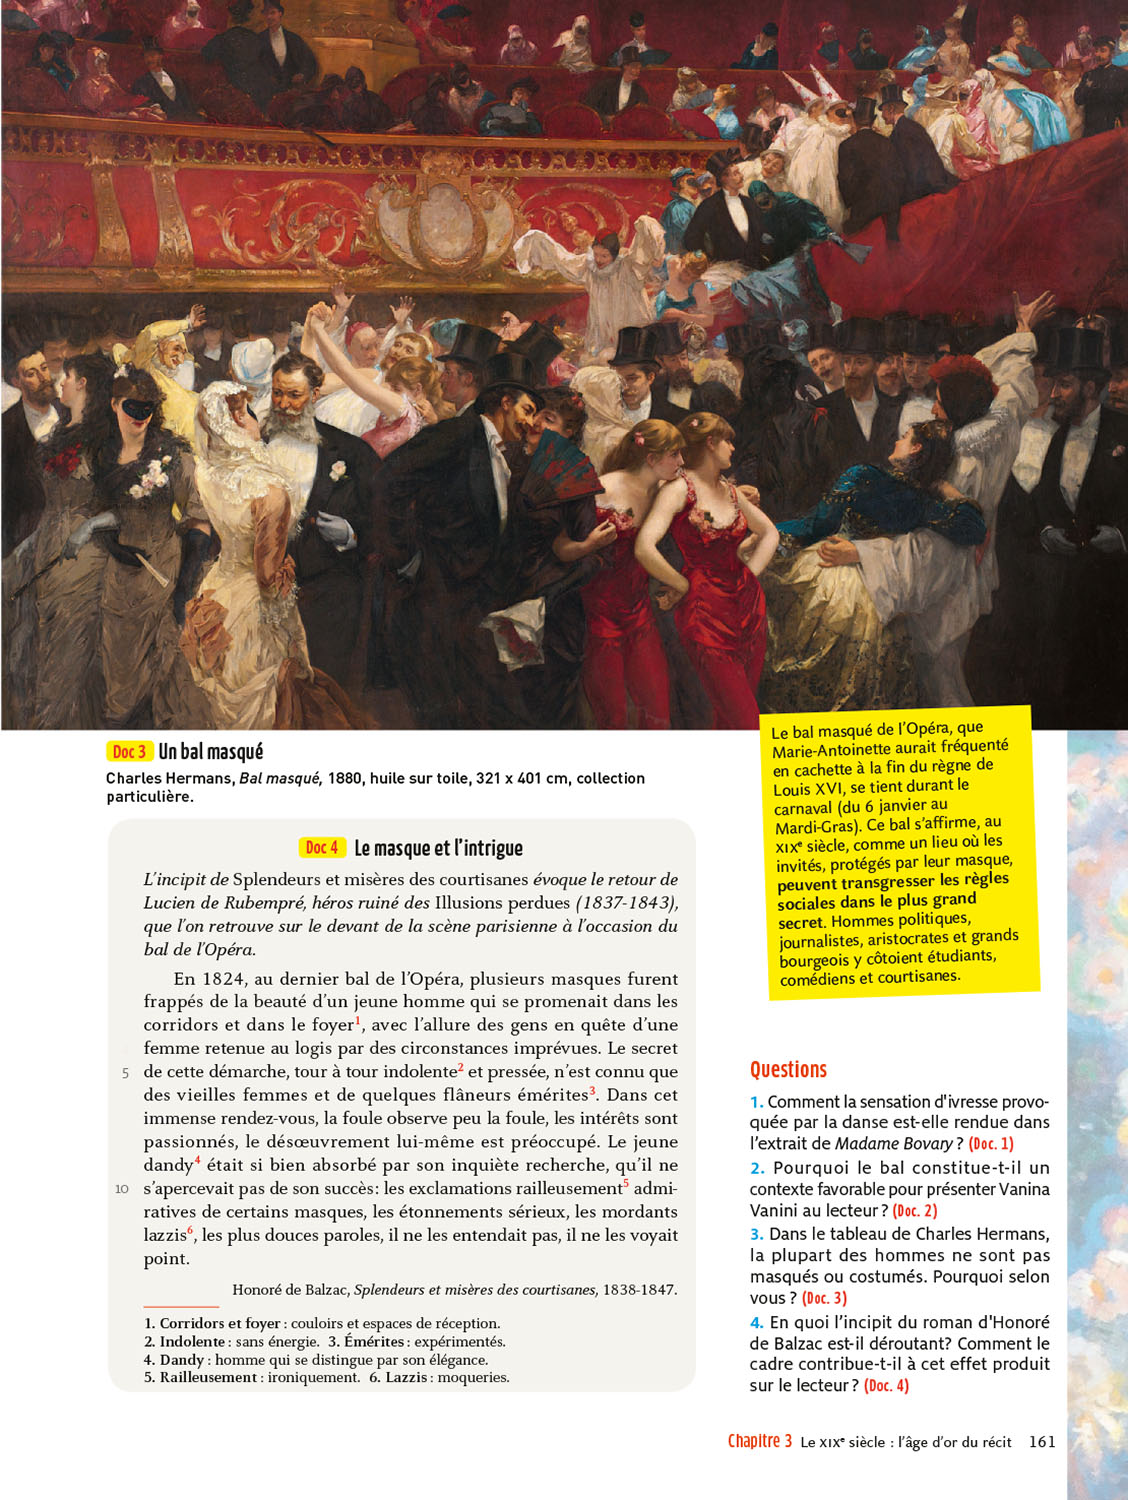 Doc 3 Un bal masqué
Charles Hermans, Bal masqué, 1880, huile sur toile, 321 x 401 cm, collection
particulière.
Le bal masqué de l'Opéra, que
Marie-Antoinette aurait fréquenté
en cachette à la fin du règne de
Louis XVI, se tient durant le
carnaval (du 6 janvier au
Mardi-Gras). Ce bal s'affirme, au
XIXe siècle, comme un lieu où les
invités, protégés par leur masque,
peuvent transgresser les règles
sociales dans le plus grand
secret. Hommes politiques,
journalistes, aristocrates et grands
bourgeois y côtoient étudiants,
comédiens et courtisanes.
Doc 4 Le masque et l'intrigue
L'incipit de Splendeurs et misères des courtisanes évoque le retour de
Lucien de Rubempré, héros ruiné des Illusions perdues (1837-1843),
que l'on retrouve sur le devant de la scène parisienne à l'occasion du
bal de l'Opéra.
En 1824, au dernier bal de l'Opéra, plusieurs masques furent
frappés de la beauté d'un jeune homme qui se promenait dans les
corridors et dans le foyer1, avec l'allure des gens en quête d'une
femme retenue au logis par des circonstances imprévues. Le secret
5 de cette démarche, tour à tour indolente2 et pressée, n'est connu que
des vieilles femmes et de quelques flâneurs émérites3. Dans cet
immense rendez-vous, la foule observe peu la foule, les intérêts sont
passionnés, le désœuvrement lui-même est préoccupé. Le jeune
dandy4 était si bien absorbé par son inquiète recherche, qu'il ne
10 s'apercevait pas de son succès : les exclamations railleusement5 admi-
ratives de certains masques, les étonnements sérieux, les mordants
lazzis6, les plus douces paroles, il ne les entendait pas, il ne les voyait
point.
Honoré de Balzac, Splendeurs et misères des courtisanes, 1838-1847.
1. Corridors et foyer : couloirs et espaces de réception.
2. Indolente : sans énergie. 3. Émérites : expérimentés.
4. Dandy : homme qui se distingue par son élégance.
5. Railleusement : ironiquement. 6. Lazzis : moqueries.
Questions
1. Comment la sensation d'ivresse provo-
quée par la danse est-elle rendue dans
l'extrait de Madame Bovary ? (Doc. 1)
2. Pourquoi le bal constitue-t-il un
contexte favorable pour présenter Vanina
Vanini au lecteur ? (Doc. 2)
3. Dans le tableau de Charles Hermans,
la plupart des hommes ne sont pas
masqués ou costumés. Pourquoi selon
vous ? (Doc. 3)
4. En quoi l'incipit du roman d'Honoré
de Balzac est-il déroutant? Comment le
cadre contribue-t-il à cet effet produit
sur le lecteur ? (Doc. 4)
Chapitre 3 Le XIXe siècle : l'âge d'or du récit 161